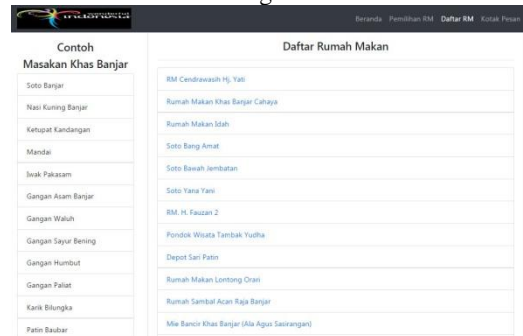 wonderful
indonesia
Beranda Pemilihan RM Daftar RM Kotak Pesan
Contoh
Masakan Khas Banjar
Soto Banjar
Nasi Kuning Banjar
Ketupat Kandangan
Mandai
Iwak Pakasam
Gangan Asam Banjar
Gangan Waluh
Gangan Sayur Bening
Gangan Humbut
Gangan Paliat
Karik Bilungka
Patin Baubar
Daftar Rumah Makan
RM Cendrawasih Hj. Yati
Rumah Makan Khas Banjar Cahaya
Rumah Makan Idah
Soto Bang Amat
Soto Bawah Jembatan
Soto Yana Yani
RM. H. Fauzan 2
Pondok Wisata Tambak Yudha
Depot Sari Patin
Rumah Makan Lontong Orari
Rumah Sambal Acan Raja Banjar
Mie Bancir Khas Banjar (Ala Agus Sasirangan)